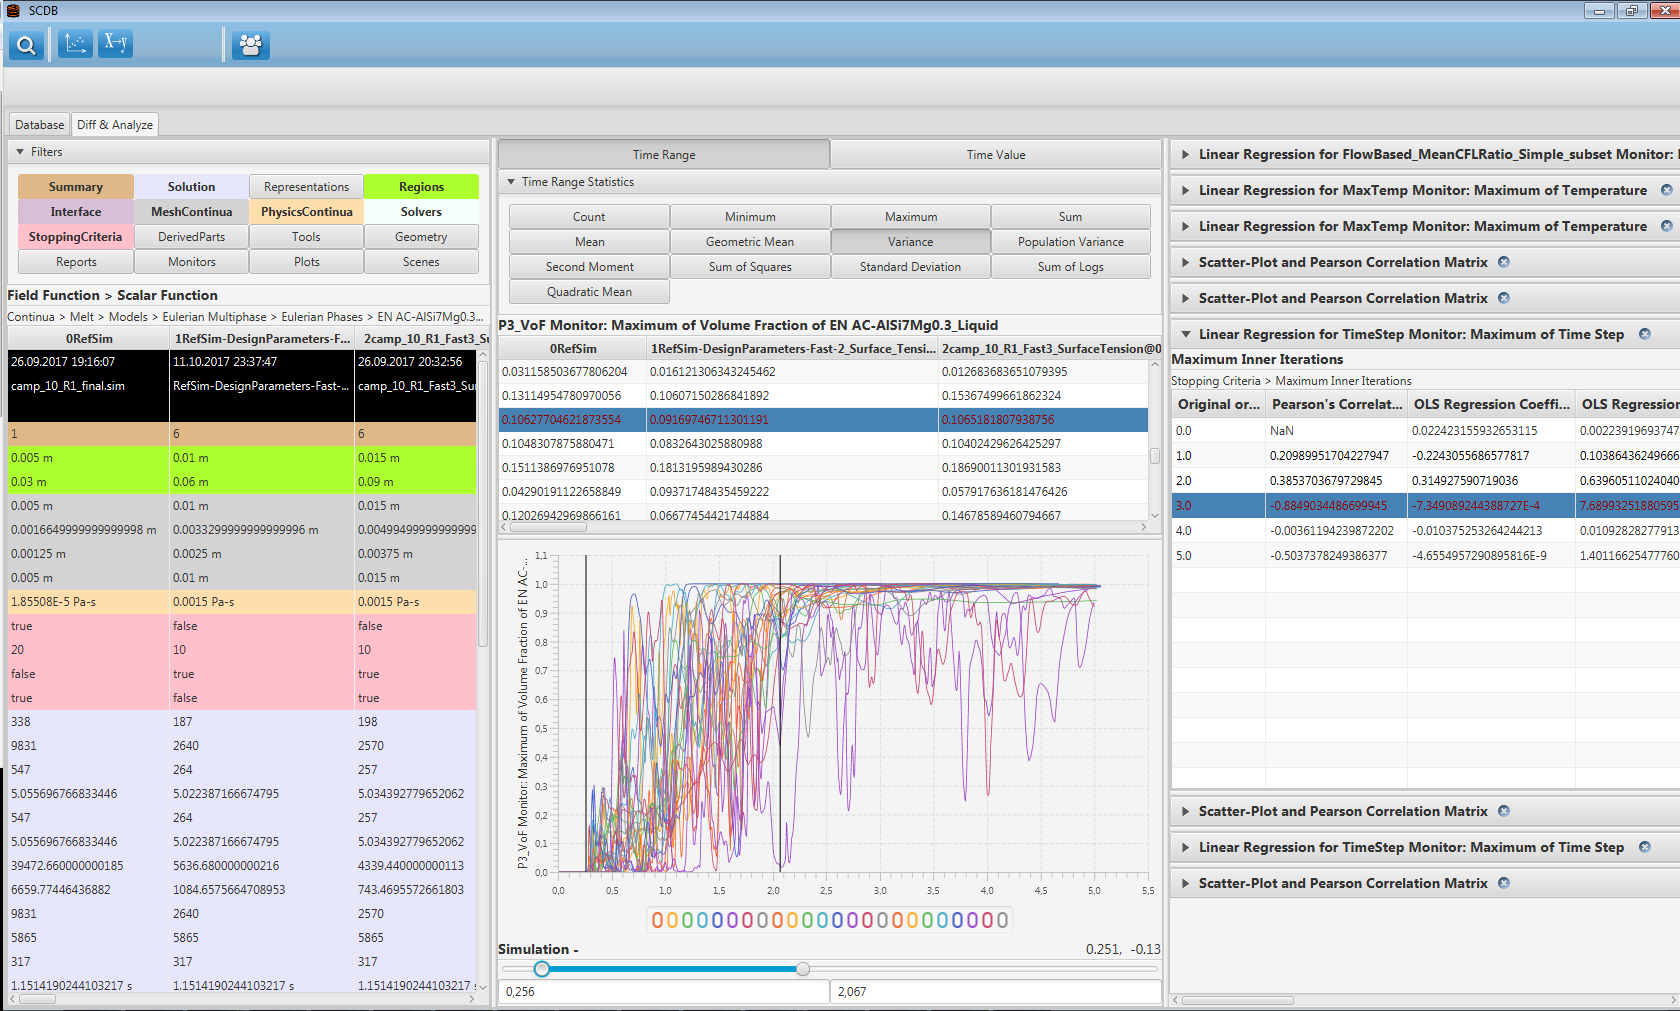 SCDB
X→y
Database
Diff & Analyze
Filters
Summary
Solution
Representations
Regions
Interface
MeshContinua
PhysicsContinua
Solvers
StoppingCriteria
DerivedParts
Tools
Geometry
Reports
Monitors
Plots
Scenes
Field Function > Scalar Function
Continua > Melt > Models > Eulerian Multiphase > Eulerian Phases > EN AC-AlSi7Mg0.3...
0RefSim 1RefSim-DesignParameters-F... 2camp_10_R1_Fast3_Su
26.09.2017 19:16:07 11.10.2017 23:37:47 26.09.2017 20:32:56
camp_10_R1_final.sim RefSim-DesignParameters-Fast-... camp_10_R1_Fast3_Sur
1 6 6
0.005 m 0.01 m 0.015 m
0.03 m 0.06 m 0.09 m
0.005 m 0.01 m 0.015 m
0.0016649999999999998 m 0.0033299999999999996 m 0.0049949999999999999
0.00125 m 0.0025 m 0.00375 m
0.005 m 0.01 m 0.015 m
1.85508E-5 Pa-s 0.0015 Pa-s 0.0015 Pa-s
true false false
20 10 10
false true true
true false true
338 187 198
9831 2640 2570
547 264 257
5.055696766833446 5.022387166674795 5.034392779652062
547 264 257
5.055696766833446 5.022387166674795 5.034392779652062
39472.660000000185 5636.680000000216 4339.440000000113
6659.77446436882 1084.6575664708953 743.4695572661803
9831 2640 2570
5865 5865 5865
317 317 317
1.1514190244103217 s 1.1514190244103217 s 1.1514190244103217 s
Time Range
Time Value
Time Range Statistics
Count
Minimum
Maximum
Sum
Mean
Geometric Mean
Variance
Population Variance
Second Moment
Sum of Squares
Standard Deviation
Sum of Logs
Quadratic Mean
P3_VoF Monitor: Maximum of Volume Fraction of EN AC-AlSi7Mg0.3_Liquid
0RefSim 1RefSim-DesignParameters-Fast-2_Surface_Tensi... 2camp_10_R1_Fast3_SurfaceTension@0
0.031158503677806204 0.016121306343245462 0.012683683651079395
0.13114954780970056 0.10607150286841892 0.15367499661862324
0.10627704621873554 0.09169746711301191 0.1065181807938756
0.1048307875880471 0.0832643025880988 0.10402429626425297
0.1511386976951078 0.1813195989430286 0.18690011301931583
0.04290191122658849 0.09371748435459222 0.057917636181476426
0.12026942969866161 0.06677454421744884 0.14678589460794667
P3_VoF Monitor: Maximum of Volume Fraction of EN AC-...
1,1
1,0
0,9
0,8
0,7
0,6
0,5
0,4
0,3
0,2
0,1
0,0
0,0 0,5 1,0 1,5 2,0 2,5 3,0 3,5 4,0 4,5 5,0 5,5
Simulation - 0.251, -0.13
0,256
2,067
Linear Regression for FlowBased_MeanCFLRatio_Simple_subset Monitor:
Linear Regression for MaxTemp Monitor: Maximum of Temperature
Linear Regression for MaxTemp Monitor: Maximum of Temperature
Scatter-Plot and Pearson Correlation Matrix
Scatter-Plot and Pearson Correlation Matrix
Linear Regression for TimeStep Monitor: Maximum of Time Step
Maximum Inner Iterations
Stopping Criteria > Maximum Inner Iterations
Original or... Pearson's Correlat... OLS Regression Coeffi... OLS Regression
0.0 NaN 0.022423155932653115 0.00223919693747
1.0 0.20989951704227947 -0.2243055686577817 0.10386436249666
2.0 0.3853703679729845 0.314927590719036 0.63960511024040
3.0 -0.8849034486699945 -7.349089244388727E-4 7.68993251880595
4.0 -0.00361194239872202 -0.010375253264244213 0.01092828277913
5.0 -0.5037378249386377 -4.6554957290895816E-9 1.40116625477760
Scatter-Plot and Pearson Correlation Matrix
Linear Regression for TimeStep Monitor: Maximum of Time Step
Scatter-Plot and Pearson Correlation Matrix